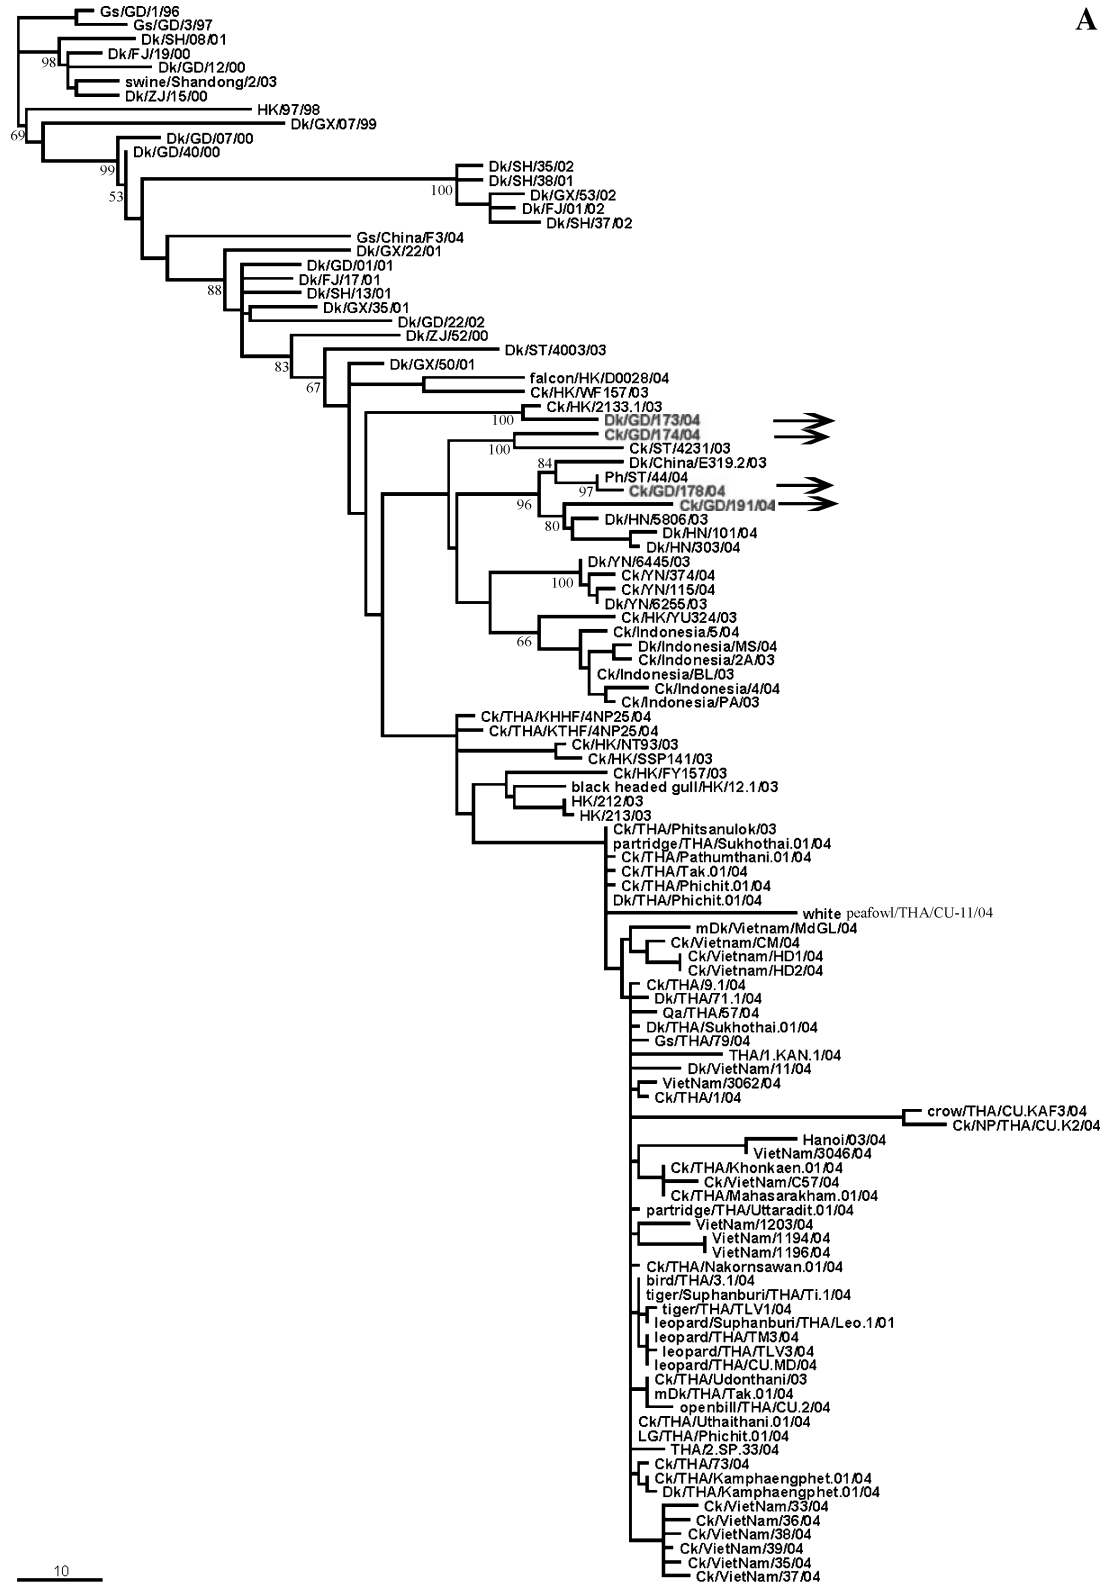 A
Gs/GD/1/96
Gs/GD/3/97
Dk/SH/08/01
Dk/FJ/19/00
98
Dk/GD/12/00
swine/Shandong/2/03
Dk/ZJ/15/00
HK/97/98
Dk/GX/07/99
69
Dk/GD/07/00
Dk/GD/40/00
99
Dk/SH/35/02
Dk/SH/38/01
100
53
Dk/GX/53/02
Dk/FJ/01/02
Dk/SH/37/02
Gs/China/F3/04
Dk/GX/22/01
Dk/GD/01/01
Dk/FJ/17/01
88
Dk/SH/13/01
Dk/GX/35/01
Dk/GD/22/02
Dk/ZJ/52/00
Dk/ST/4003/03
83
Dk/GX/50/01
falcon/HK/D0028/04
67
Ck/HK/WF157/03
Ck/HK/2133.1/03
100
Dk/GD/173/04
Ck/GD/174/04
100
Ck/ST/4231/03
84
Dk/China/E319.2/03
Ph/ST/44/04
97
Ck/GD/178/04
96
Ck/GD/191/04
Dk/HN/5806/03
80
Dk/HN/101/04
Dk/HN/303/04
Dk/YN/6445/03
Ck/YN/374/04
100
Ck/YN/115/04
Dk/YN/6255/03
Ck/HK/YU324/03
Ck/Indonesia/5/04
66
Dk/Indonesia/MS/04
Ck/Indonesia/2A/03
Ck/Indonesia/BL/03
Ck/Indonesia/4/04
Ck/Indonesia/PA/03
Ck/THA/KHHF/4NP25/04
Ck/THA/KTHF/4NP25/04
Ck/HK/NT93/03
Ck/HK/SSP141/03
Ck/HK/FY157/03
black headed gull/HK/12.1/03
HK/212/03
HK/213/03
Ck/THA/Phitsanulok/03
partridge/THA/Sukhothai.01/04
Ck/THA/Pathumthani.01/04
Ck/THA/Tak.01/04
Ck/THA/Phichit.01/04
Dk/THA/Phichit.01/04
white peafowl/THA/CU-11/04
mDk/Vietnam/MdGL/04
Ck/Vietnam/CM/04
Ck/Vietnam/HD1/04
Ck/Vietnam/HD2/04
Ck/THA/9.1/04
Dk/THA/71.1/04
Qa/THA/57/04
Dk/THA/Sukhothai.01/04
Gs/THA/79/04
THA/1.KAN.1/04
Dk/VietNam/11/04
VietNam/3062/04
Ck/THA/1/04
crow/THA/CU.KAF3/04
Ck/NP/THA/CU.K2/04
Hanoi/03/04
VietNam/3046/04
Ck/THA/Khonkaen.01/04
Ck/VietNam/C57/04
Ck/THA/Mahasarakham.01/04
partridge/THA/Uttaradit.01/04
VietNam/1203/04
VietNam/1194/04
VietNam/1196/04
Ck/THA/Nakornsawan.01/04
bird/THA/3.1/04
tiger/Suphanburi/THA/Ti.1/04
tiger/THA/TLV1/04
leopard/Suphanburi/THA/Leo.1/01
leopard/THA/TM3/04
leopard/THA/TLV3/04
leopard/THA/CU.MD/04
Ck/THA/Udonthani/03
mDk/THA/Tak.01/04
openbill/THA/CU.2/04
Ck/THA/Uthaithani.01/04
LG/THA/Phichit.01/04
THA/2.SP.33/04
Ck/THA/73/04
Ck/THA/Kamphaengphet.01/04
Dk/THA/Kamphaengphet.01/04
Ck/VietNam/33/04
Ck/VietNam/36/04
Ck/VietNam/38/04
Ck/VietNam/39/04
Ck/VietNam/35/04
Ck/VietNam/37/04
10